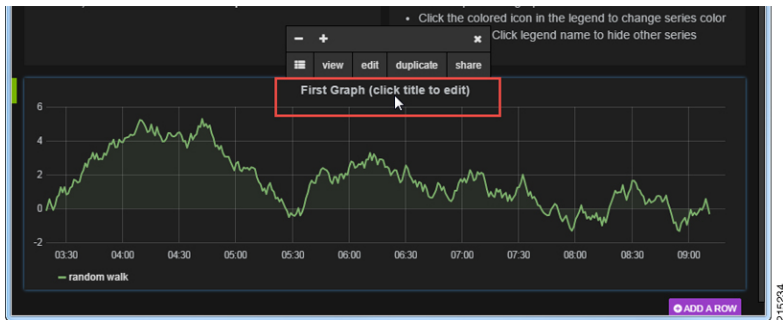 • Click the colored icon in the legend to change series color
Click legend name to hide other series
− + ×
view edit duplicate share
First Graph (click title to edit)
6
4
2
0
-2
03:30 04:00 04:30 05:00 05:30 06:00 06:30 07:00 07:30 08:00 08:30 09:00
random walk
ADD A ROW
215234